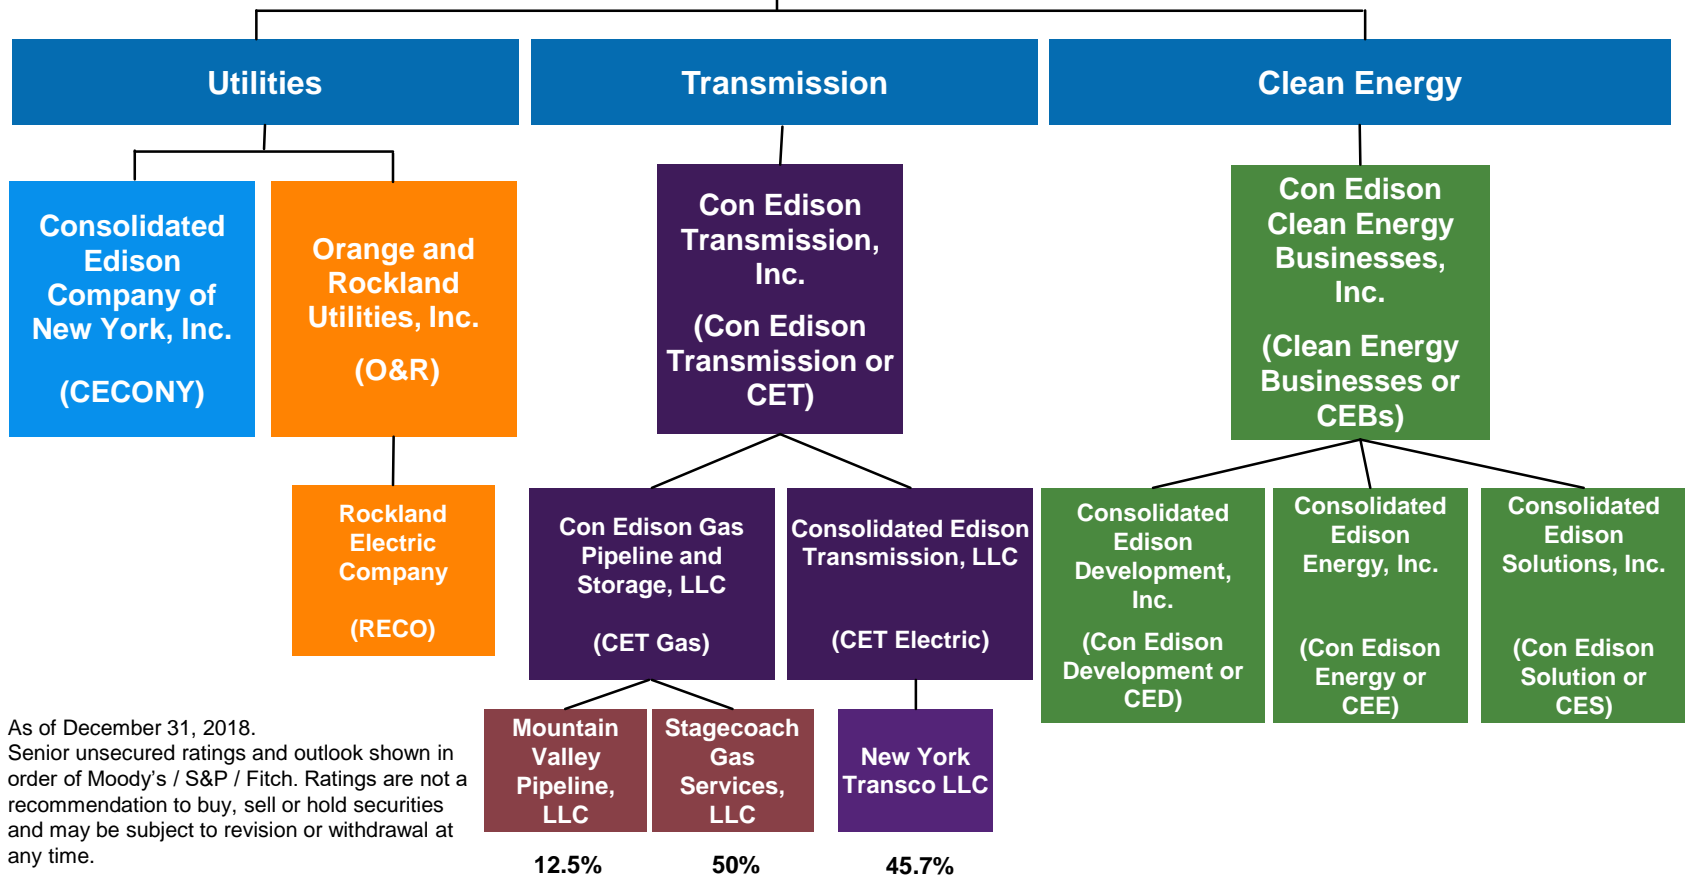 Utilities
Transmission
Clean Energy
Consolidated
Edison
Company of
New York, Inc.
(CECONY)
Orange and
Rockland
Utilities, Inc.
(O&R)
Rockland
Electric
Company
(RECO)
Con Edison
Transmission,
Inc.
(Con Edison
Transmission or
CET)
Con Edison Gas
Pipeline and
Storage, LLC
(CET Gas)
Consolidated Edison
Transmission, LLC
(CET Electric)
Mountain
Valley
Pipeline,
LLC
12.5%
Stagecoach
Gas
Services,
LLC
50%
New York
Transco LLC
45.7%
Con Edison
Clean Energy
Businesses,
Inc.
(Clean Energy
Businesses or
CEBs)
Consolidated
Edison
Development,
Inc.
(Con Edison
Development or
CED)
Consolidated
Edison
Energy, Inc.
(Con Edison
Energy or
CEE)
Consolidated
Edison
Solutions, Inc.
(Con Edison
Solution or
CES)
As of December 31, 2018.
Senior unsecured ratings and outlook shown in
order of Moody’s / S&P / Fitch. Ratings are not a
recommendation to buy, sell or hold securities
and may be subject to revision or withdrawal at
any time.